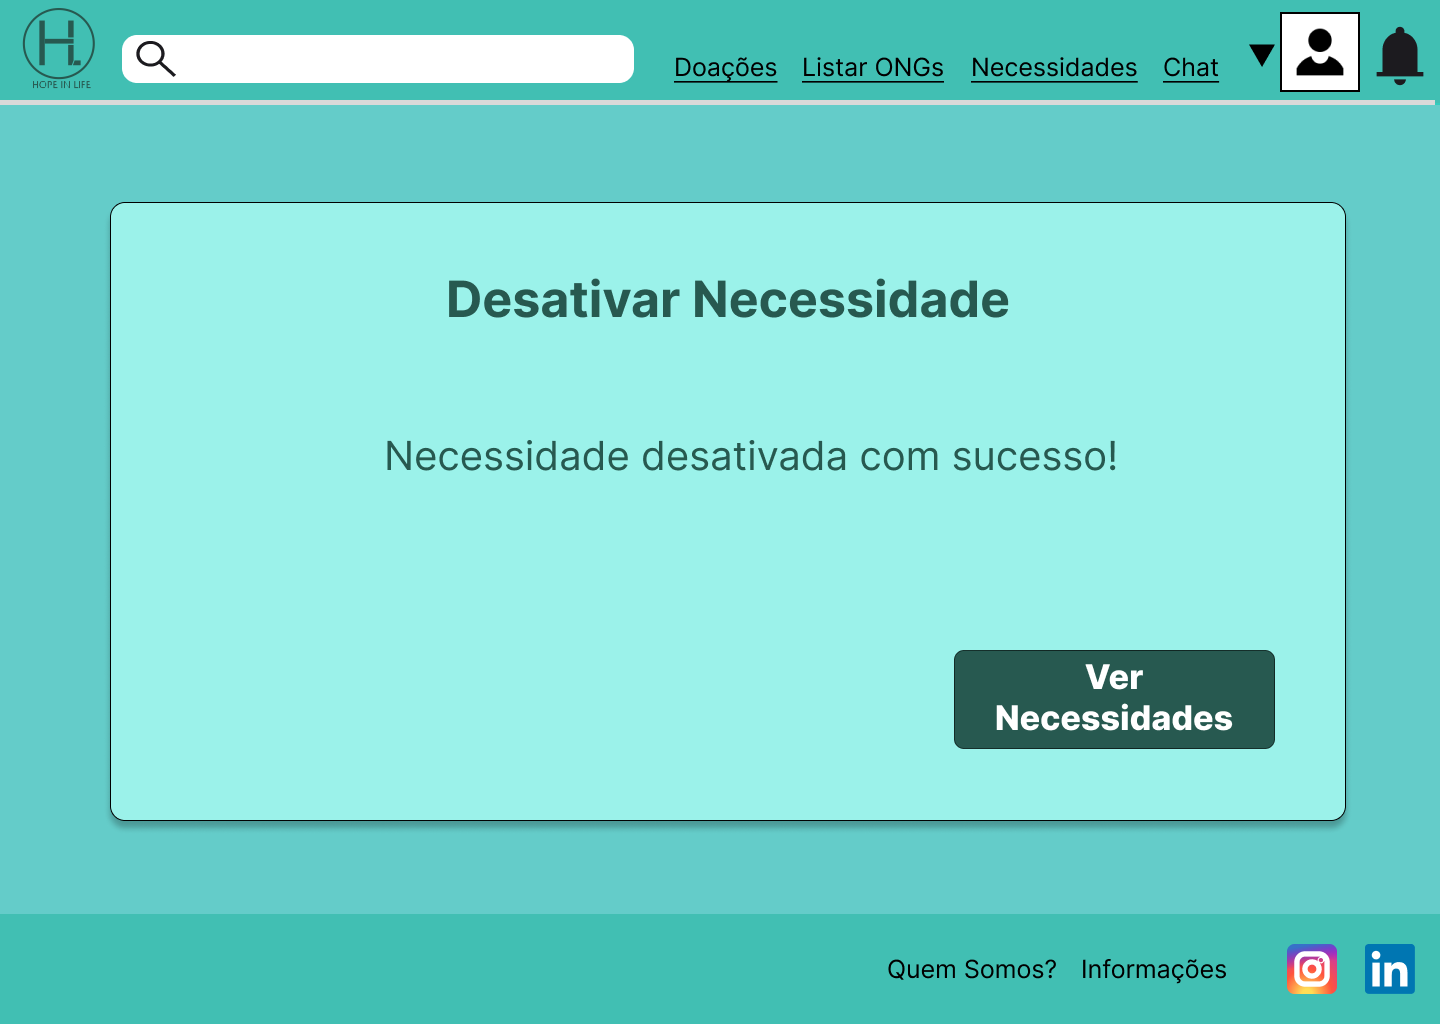 H.
HOPE IN LIFE
Doações Listar ONGs Necessidades Chat
Desativar Necessidade
Necessidade desativada com sucesso!
Ver
Necessidades
Quem Somos? Informações
in